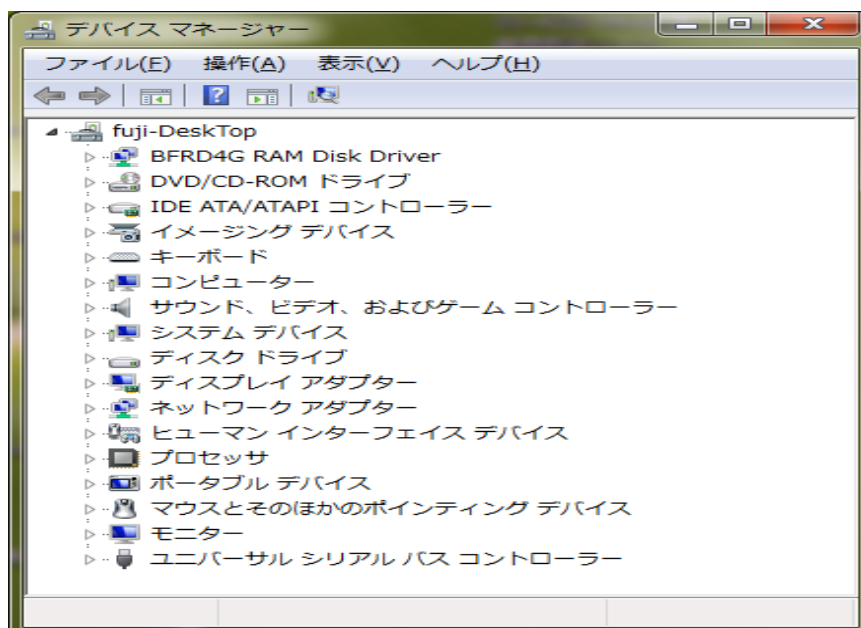 デバイス マネージャー
ファイル(F) 操作(A) 表示(V) ヘルプ(H)
fuji-DeskTop
BFRD4G RAM Disk Driver
DVD/CD-ROM ドライブ
IDE ATA/ATAPI コントローラー
イメージング デバイス
キーボード
コンピューター
サウンド、ビデオ、およびゲーム コントローラー
システム デバイス
ディスク ドライブ
ディスプレイ アダプター
ネットワーク アダプター
ヒューマン インターフェイス デバイス
プロセッサ
ポータブル デバイス
マウスとそのほかのポインティング デバイス
モニター
ユニバーサル シリアル バス コントローラー